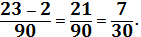 (23 − 2)/90 = 21/90 = 7/30.